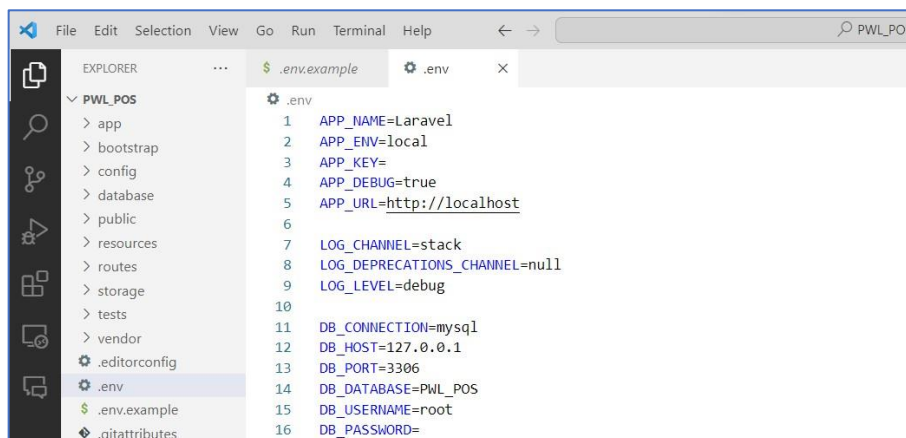 File Edit Selection View Go Run Terminal Help
PWL_PO
EXPLORER ...
$ .env.example
.env
PWL_POS
app
bootstrap
config
database
public
resources
routes
storage
tests
vendor
.editorconfig
.env
$ .env.example
.gitattributes
.env
1 APP_NAME=Laravel
2 APP_ENV=local
3 APP_KEY=
4 APP_DEBUG=true
5 APP_URL=http://localhost
6
7 LOG_CHANNEL=stack
8 LOG_DEPRECATIONS_CHANNEL=null
9 LOG_LEVEL=debug
10
11 DB_CONNECTION=mysql
12 DB_HOST=127.0.0.1
13 DB_PORT=3306
14 DB_DATABASE=PWL_POS
15 DB_USERNAME=root
16 DB_PASSWORD=